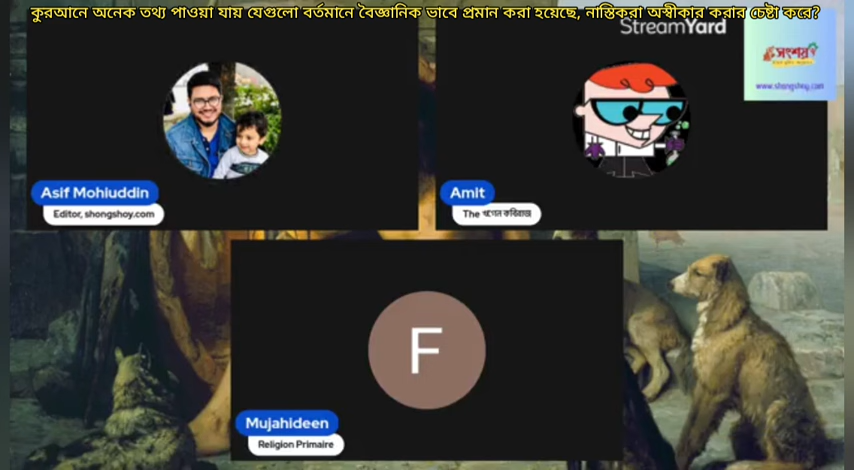 কুরআনে অনেক তথ্য পাওয়া যায় যেগুলো বর্তমানে বৈজ্ঞানিক ভাবে প্রমান করা হয়েছে, নাস্তিকরা অস্বীকার করার চেষ্টা করে?
StreamYard
সংশয়
www.shongshoy.com
Asif Mohiuddin
Editor, shongshoy.com
Amit
The খগেন কবিরাজ
F
Mujahideen
Religion Primaire